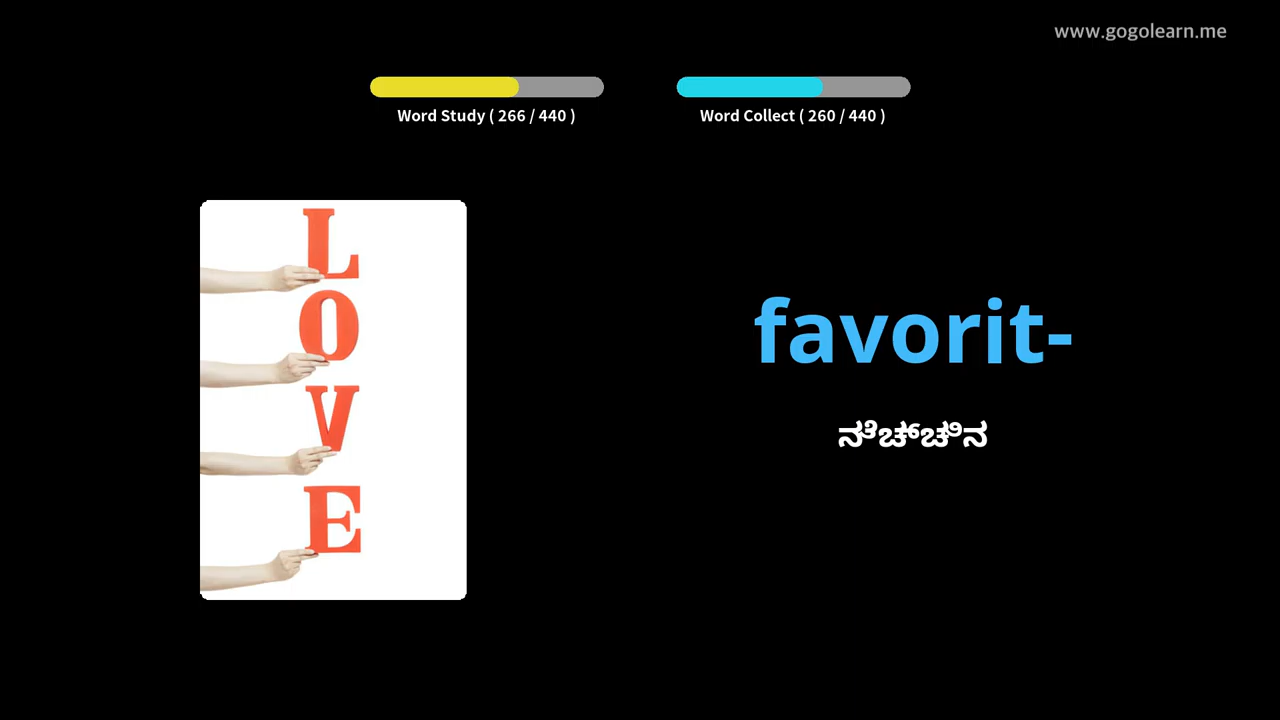 www.gogolearn.me
Word Study ( 266 / 440 )
Word Collect ( 260 / 440 )
L
O
V
E
favorit-
ನೆಚ್ಚಿನ